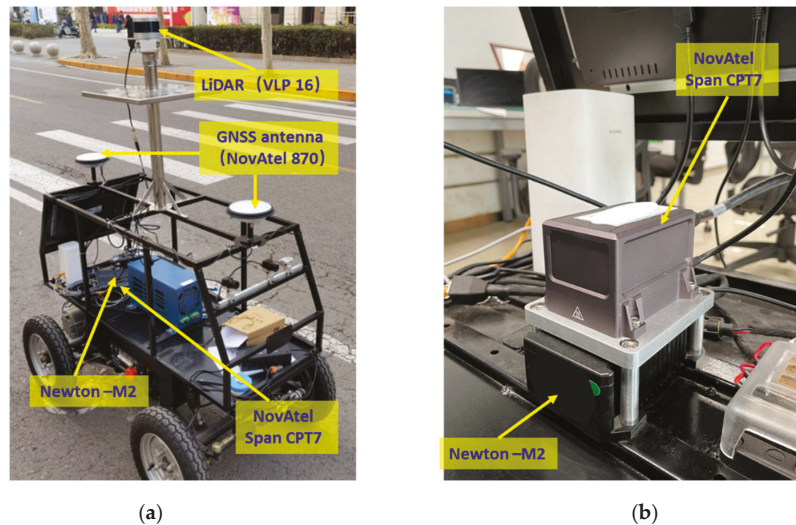 LiDAR （VLP 16)
GNSS antenna
（NovAtel 870)
Newton –M2
NovAtel
Span CPT7
(a)
NovAtel
Span CPT7
Newton –M2
(b)